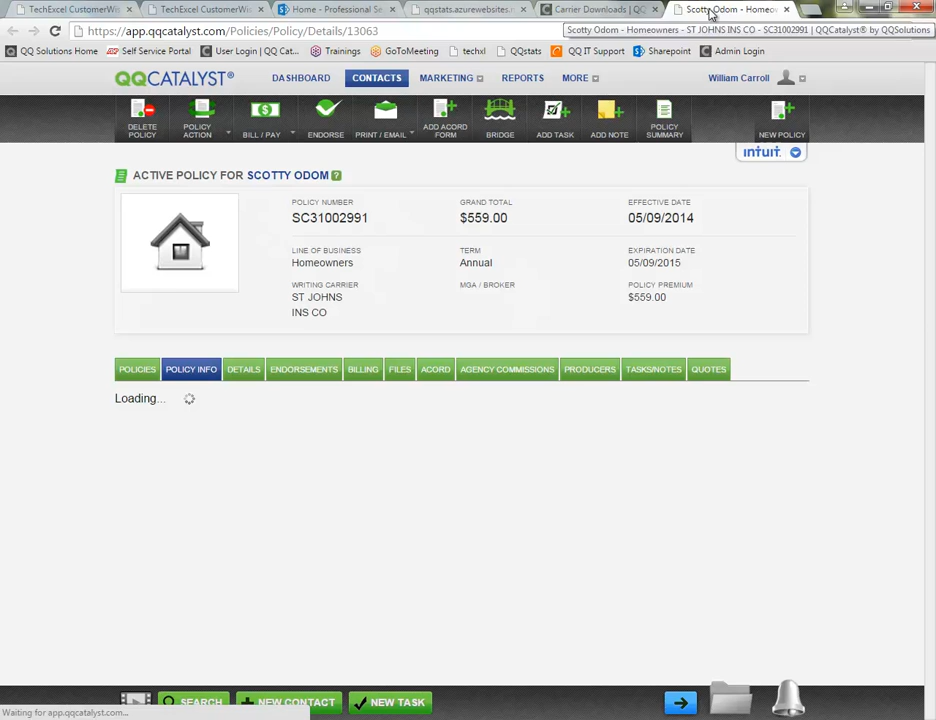 TechExcel CustomerWis
TechExcel CustomerWis
Home - Professional Se
qqstats.azurewebsites.n
Carrier Downloads | QQ
Scotty Odom - Homeow
https://app.qqcatalyst.com/Policies/Policy/Details/13063
Scotty Odom - Homeowners - ST JOHNS INS CO - SC31002991 | QQCatalyst® by QQSolutions
QQ Solutions Home
Self Service Portal
User Login | QQ Cat...
Trainings
GoToMeeting
techxl
QQstats
QQ IT Support
Sharepoint
Admin Login
QQCATALYST®
DASHBOARD
CONTACTS
MARKETING
REPORTS
MORE
William Carroll
DELETE POLICY
POLICY ACTION
BILL / PAY
ENDORSE
PRINT / EMAIL
ADD ACORD FORM
BRIDGE
ADD TASK
ADD NOTE
POLICY SUMMARY
NEW POLICY
intuit.
ACTIVE POLICY FOR SCOTTY ODOM ?
POLICY NUMBER
SC31002991
GRAND TOTAL
$559.00
EFFECTIVE DATE
05/09/2014
LINE OF BUSINESS
Homeowners
TERM
Annual
EXPIRATION DATE
05/09/2015
WRITING CARRIER
ST JOHNS
INS CO
MGA / BROKER
POLICY PREMIUM
$559.00
POLICIES
POLICY INFO
DETAILS
ENDORSEMENTS
BILLING
FILES
ACORD
AGENCY COMMISSIONS
PRODUCERS
TASKS/NOTES
QUOTES
Loading...
SEARCH
NEW CONTACT
NEW TASK
Waiting for app.qqcatalyst.com...